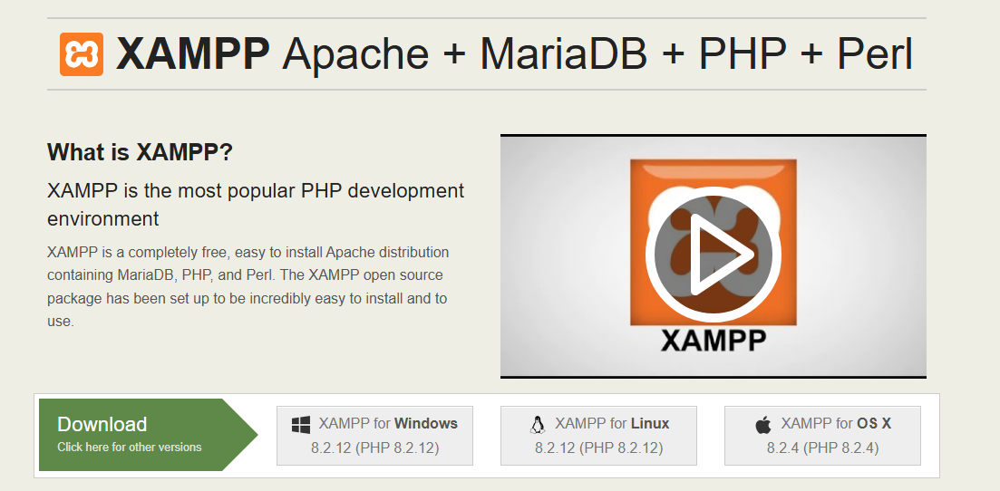 XAMPP Apache + MariaDB + PHP + Perl
What is XAMPP?
XAMPP is the most popular PHP development
environment
XAMPP is a completely free, easy to install Apache distribution
containing MariaDB, PHP, and Perl. The XAMPP open source
package has been set up to be incredibly easy to install and to
use.
XAMPP
Download
Click here for other versions
XAMPP for Windows
8.2.12 (PHP 8.2.12)
XAMPP for Linux
8.2.12 (PHP 8.2.12)
XAMPP for OS X
8.2.4 (PHP 8.2.4)